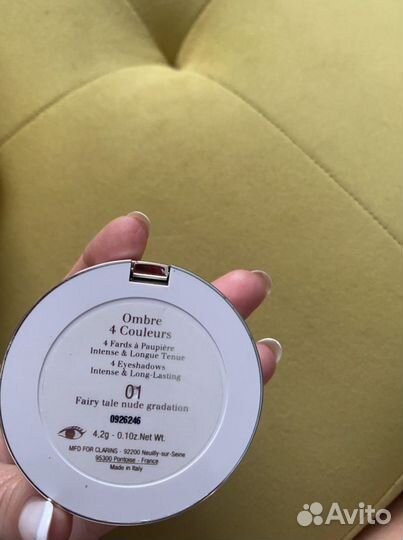 Ombre
4 Couleurs
4 Fards à Paupière
Intense & Longue Tenue
4 Eyeshadows
Intense & Long-Lasting
01
Fairy tale nude gradation
0926246
4.2g - 0.10z.Net Wt.
MFD FOR CLARINS - 92200 Neuilly-sur-Seine
95300 Pontoise - France
Made in Italy
Avito